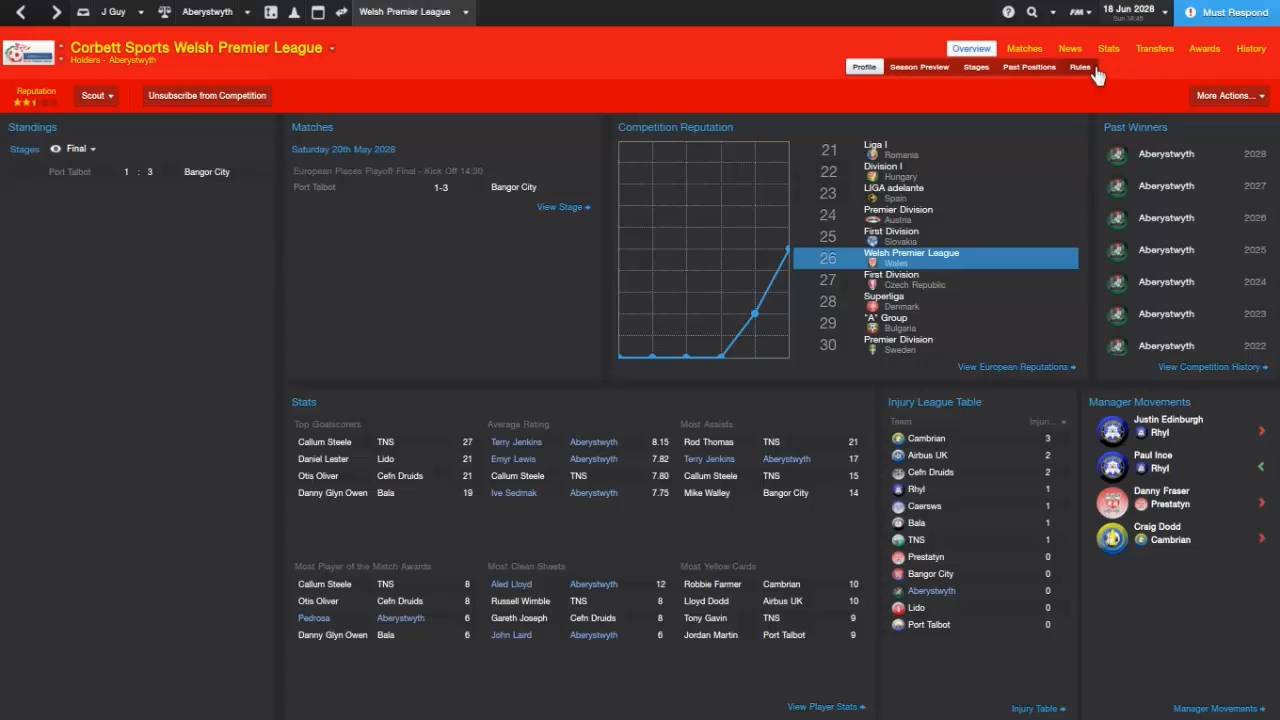 J Guy
Aberystwyth
Welsh Premier League
FM
18 Jun 2028
Sun 18:45
Must Respond
Corbett Sports Welsh Premier League
Holders - Aberystwyth
Overview
Matches
News
Stats
Transfers
Awards
History
Profile
Season Preview
Stages
Past Positions
Rules
Reputation
Scout
Unsubscribe from Competition
More Actions...
Standings
Stages
Final
Port Talbot 1 : 3 Bangor City
Matches
Saturday 20th May 2028
European Places Playoff Final - Kick Off 14:30
Port Talbot 1-3 Bangor City
View Stage
Competition Reputation
21 Liga I
Romania
22 Division I
Hungary
23 LIGA adelante
Spain
24 Premier Division
Austria
25 First Division
Slovakia
26 Welsh Premier League
Wales
27 First Division
Czech Republic
28 Superliga
Denmark
29 "A" Group
Bulgaria
30 Premier Division
Sweden
View European Reputations
Past Winners
Aberystwyth 2028
Aberystwyth 2027
Aberystwyth 2026
Aberystwyth 2025
Aberystwyth 2024
Aberystwyth 2023
Aberystwyth 2022
View Competition History
Stats
Top Goalscorers
Callum Steele TNS 27
Daniel Lester Lido 21
Otis Oliver Cefn Druids 21
Danny Glyn Owen Bala 19
Average Rating
Terry Jenkins Aberystwyth 8.15
Emyr Lewis Aberystwyth 7.82
Callum Steele TNS 7.80
Ive Sedmak Aberystwyth 7.75
Most Assists
Rod Thomas TNS 21
Terry Jenkins Aberystwyth 17
Callum Steele TNS 15
Mike Walley Bangor City 14
Most Player of the Match Awards
Callum Steele TNS 8
Otis Oliver Cefn Druids 8
Pedrosa Aberystwyth 6
Danny Glyn Owen Bala 6
Most Clean Sheets
Aled Lloyd Aberystwyth 12
Russell Wimble TNS 8
Gareth Joseph Cefn Druids 8
John Laird Aberystwyth 6
Most Yellow Cards
Robbie Farmer Cambrian 10
Lloyd Dodd Airbus UK 10
Tony Gavin TNS 9
Jordan Martin Port Talbot 9
View Player Stats
Injury League Table
Team Injuri...
Cambrian 3
Airbus UK 2
Cefn Druids 2
Rhyl 1
Caersws 1
Bala 1
TNS 1
Prestatyn 0
Bangor City 0
Aberystwyth 0
Lido 0
Port Talbot 0
Injury Table
Manager Movements
Justin Edinburgh
Rhyl
Paul Ince
Rhyl
Danny Fraser
Prestatyn
Craig Dodd
Cambrian
Manager Movements